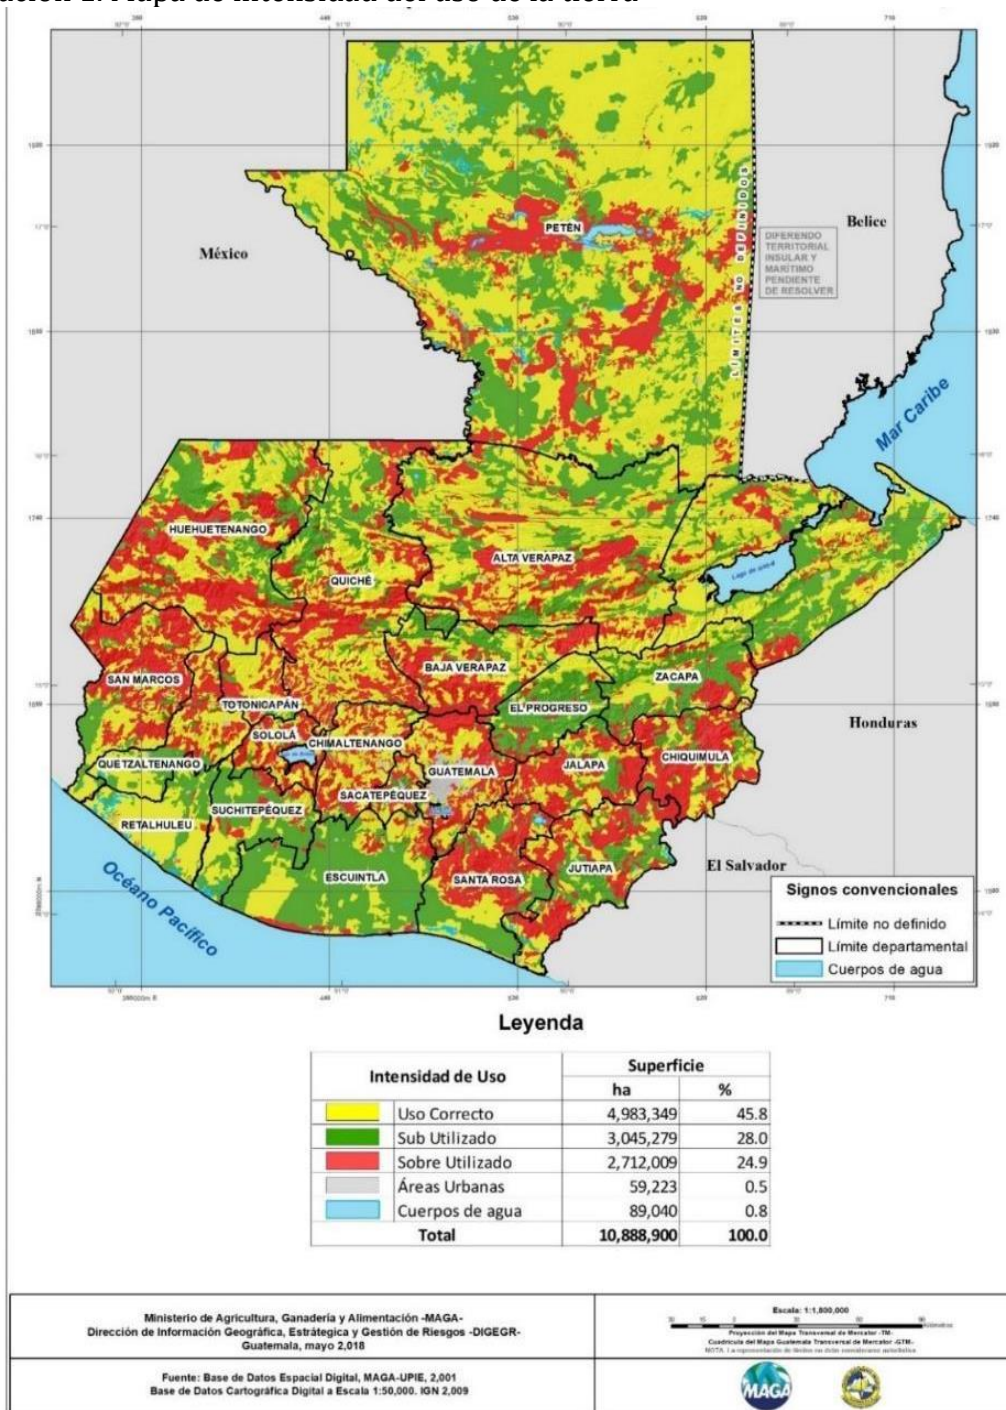 Mapa de intensidad del uso de la tierra
México
Belice
PETÉN
LÍMITES NO DEFINIDOS
DIFERENDO
TERRITORIAL
INSULAR Y
MARÍTIMO
PENDIENTE
DE RESOLVER
Mar Caribe
HUEHUETENANGO
QUICHÉ
ALTA VERAPAZ
SAN MARCOS
BAJA VERAPAZ
ZACAPA
TOTONICAPÁN
EL PROGRESO
SOLOLÁ
CHIMALTENANGO
Honduras
QUETZALTENANGO
GUATEMALA
JALAPA
CHIQUIMULA
SACATEPÉQUEZ
SUCHITEPÉQUEZ
RETALHULEU
JUTIAPA
ESCUINTLA
SANTA ROSA
El Salvador
Océano Pacífico
Signos convencionales
Límite no definido
Límite departamental
Cuerpos de agua
Leyenda
Intensidad de Uso Superficie
ha %
Uso Correcto 4,983,349 45.8
Sub Utilizado 3,045,279 28.0
Sobre Utilizado 2,712,009 24.9
Áreas Urbanas 59,223 0.5
Cuerpos de agua 89,040 0.8
Total 10,888,900 100.0
Ministerio de Agricultura, Ganadería y Alimentación -MAGA-
Dirección de Información Geográfica, Estrátegica y Gestión de Riesgos -DIGEGR-
Guatemala, mayo 2,018
Escala: 1:1,800,000
Proyección del Mapa Transversal de Mercator -TM-
Cuadrícula del Mapa Guatemala Transversal de Mercator -GTM-
Fuente: Base de Datos Espacial Digital, MAGA-UPIE, 2,001
Base de Datos Cartográfica Digital a Escala 1:50,000. IGN 2,009
MAGA